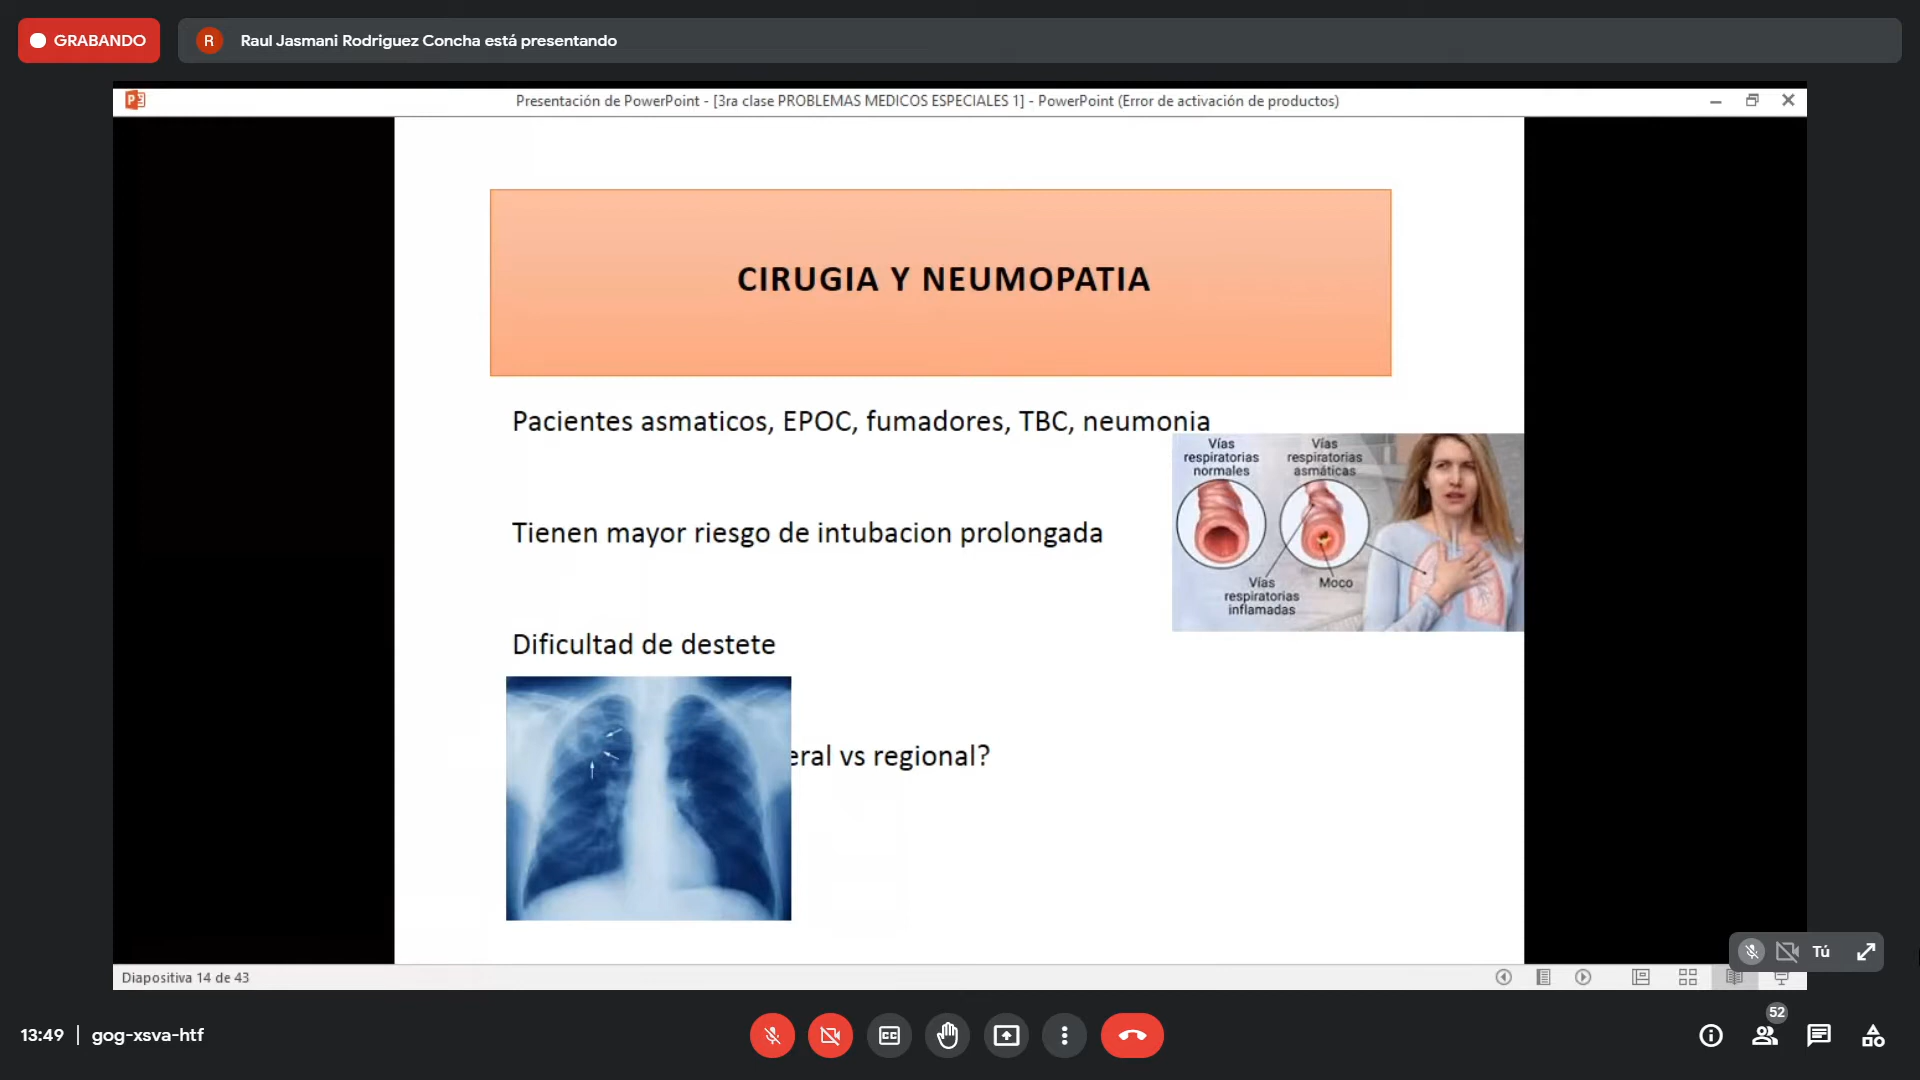 GRABANDO
R
Raul Jasmani Rodriguez Concha está presentando
Presentación de PowerPoint - [3ra clase PROBLEMAS MEDICOS ESPECIALES 1] - PowerPoint (Error de activación de productos)
CIRUGIA Y NEUMOPATIA
Pacientes asmaticos, EPOC, fumadores, TBC, neumonia
Vías respiratorias normales
Vías respiratorias asmáticas
Tienen mayor riesgo de intubacion prolongada
Vías respiratorias inflamadas
Moco
Dificultad de destete
eral vs regional?
Tú
Diapositiva 14 de 43
13:49 | gog-xsva-htf
52